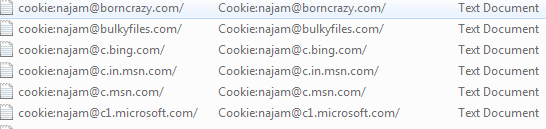 cookie:najam@borncrazy.com/ Cookie:najam@borncrazy.com/ Text Document
cookie:najam@bulkyfiles.com/ Cookie:najam@bulkyfiles.com/ Text Document
cookie:najam@c.bing.com/ Cookie:najam@c.bing.com/ Text Document
cookie:najam@c.in.msn.com/ Cookie:najam@c.in.msn.com/ Text Document
cookie:najam@c.msn.com/ Cookie:najam@c.msn.com/ Text Document
cookie:najam@c1.microsoft.com/ Cookie:najam@c1.microsoft.com/ Text Document